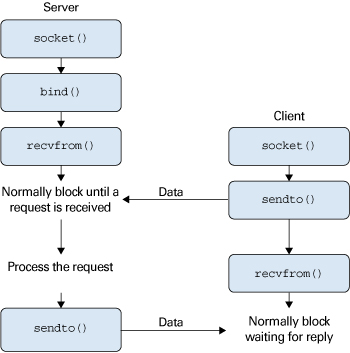 Server
socket()
bind()
recvfrom()
Normally block until a
request is received
Process the request
sendto()
Data
Data
Client
socket()
sendto()
recvfrom()
Normally block
waiting for reply